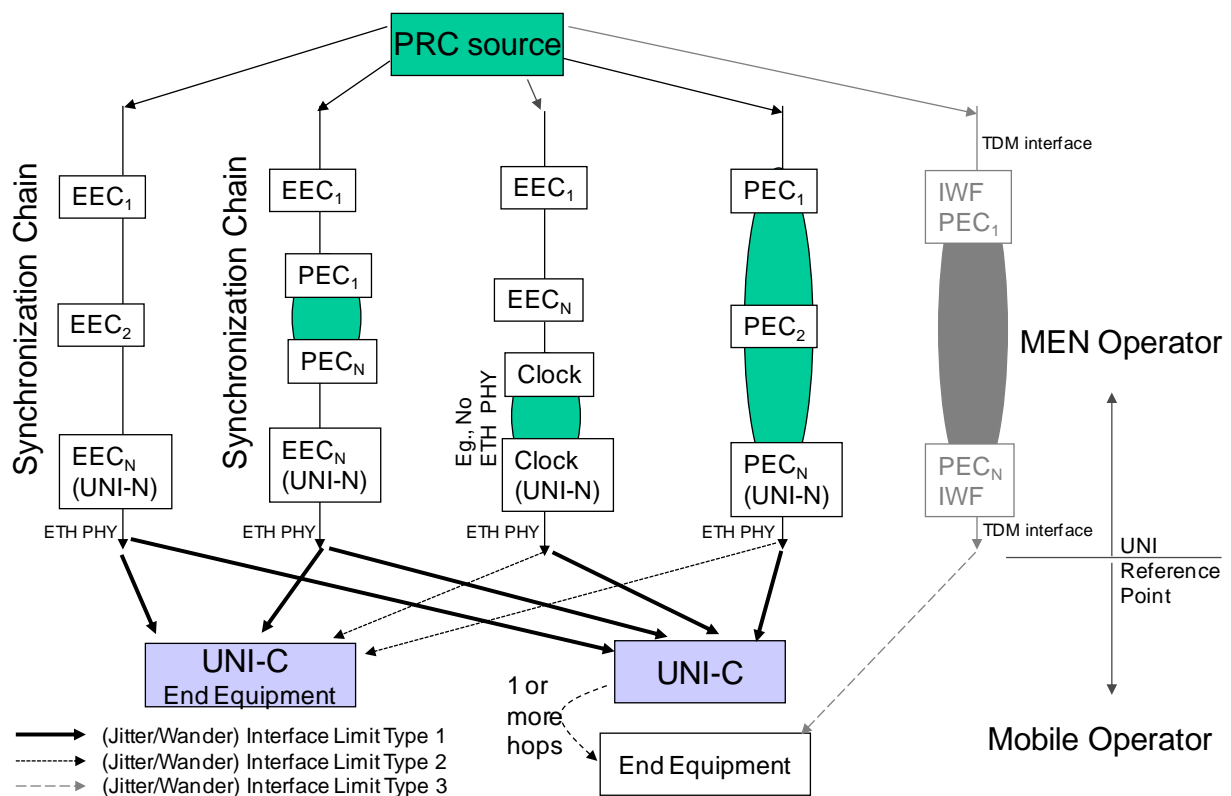 PRC source
TDM interface
Synchronization Chain
EEC1
EEC2
EECN
(UNI-N)
ETH PHY
Synchronization Chain
EEC1
PEC1
PECN
EECN
(UNI-N)
ETH PHY
EEC1
EECN
Clock
Eg., No
ETH PHY
Clock
(UNI-N)
PEC1
PEC2
PECN
(UNI-N)
ETH PHY
IWF
PEC1
PECN
IWF
TDM interface
MEN Operator
UNI
Reference
Point
Mobile Operator
UNI-C
End Equipment
UNI-C
1 or
more
hops
End Equipment
(Jitter/Wander) Interface Limit Type 1
(Jitter/Wander) Interface Limit Type 2
(Jitter/Wander) Interface Limit Type 3